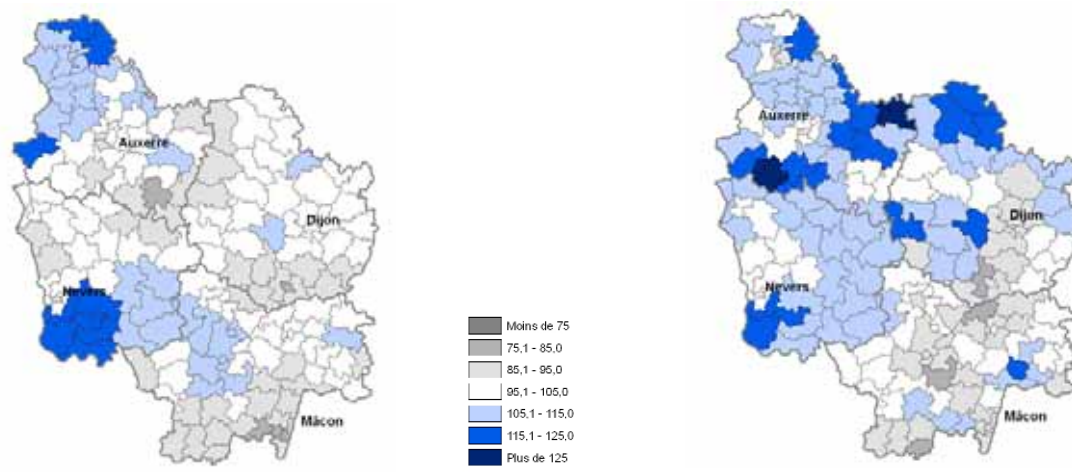 Auxerre
Dijon
Nevers
Mâcon
Moins de 75
75,1 - 85,0
85,1 - 95,0
95,1 - 105,0
105,1 - 115,0
115,1 - 125,0
Plus de 125
Auxerre
Dijon
Nevers
Mâcon